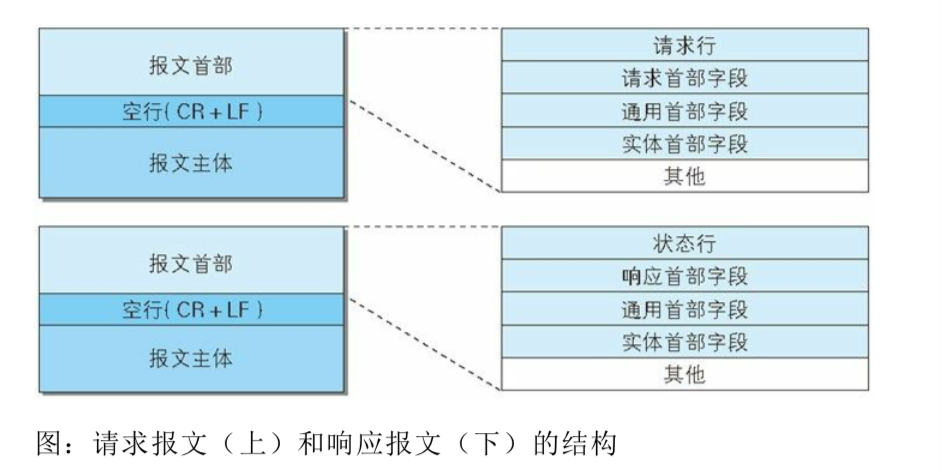 报文首部
空行(CR+LF)
报文主体
请求行
请求首部字段
通用首部字段
实体首部字段
其他
报文首部
空行(CR+LF)
报文主体
状态行
响应首部字段
通用首部字段
实体首部字段
其他
图：请求报文（上）和响应报文（下）的结构